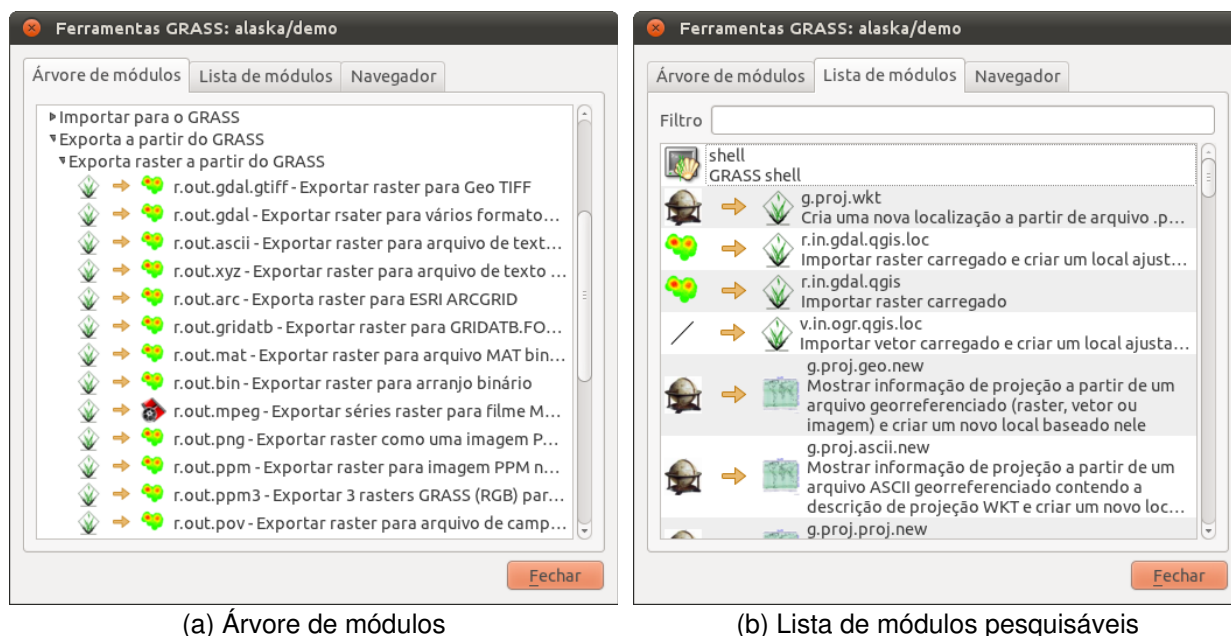 Ferramentas GRASS: alaska/demo
Árvore de módulos
Lista de módulos
Navegador
Importar para o GRASS
Exporta a partir do GRASS
Exporta raster a partir do GRASS
r.out.gdal.gtiff - Exportar raster para Geo TIFF
r.out.gdal - Exportar rsater para vários formato...
r.out.ascii - Exportar raster para arquivo de text...
r.out.xyz - Exportar raster para arquivo de texto ...
r.out.arc - Exporta raster para ESRI ARCGRID
r.out.gridatb - Exportar raster para GRIDATB.FO...
r.out.mat - Exportar raster para arquivo MAT bin...
r.out.bin - Exportar raster para arranjo binário
r.out.mpeg - Exportar séries raster para filme M...
r.out.png - Exportar raster como uma imagem P...
r.out.ppm - Exportar raster para imagem PPM n...
r.out.ppm3 - Exportar 3 rasters GRASS (RGB) par...
r.out.pov - Exportar raster para arquivo de camp...
Fechar
(a) Árvore de módulos
Ferramentas GRASS: alaska/demo
Árvore de módulos
Lista de módulos
Navegador
Filtro
shell
GRASS shell
g.proj.wkt
Cria uma nova localização a partir de arquivo .p...
r.in.gdal.qgis.loc
Importar raster carregado e criar um local ajust...
r.in.gdal.qgis
Importar raster carregado
v.in.ogr.qgis.loc
Importar vetor carregado e criar um local ajusta...
g.proj.geo.new
Mostrar informação de projeção a partir de um
arquivo georreferenciado (raster, vetor ou
imagem) e criar um novo local baseado nele
g.proj.ascii.new
Mostrar informação de projeção a partir de um
arquivo ASCII georreferenciado contendo a
descrição de projeção WKT e criar um novo loc...
g.proj.proj.new
Fechar
(b) Lista de módulos pesquisáveis